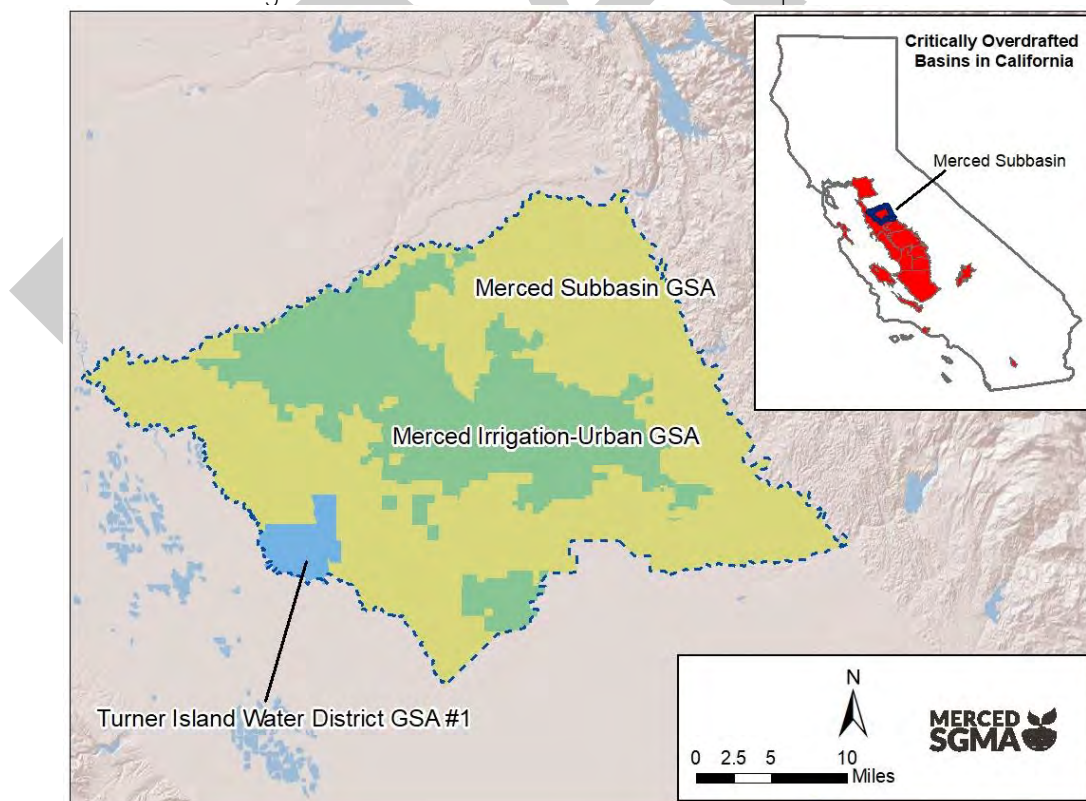 Critically Overdrafted
Basins in California
Merced Subbasin
Merced Subbasin GSA
Merced Irrigation-Urban GSA
Turner Island Water District GSA #1
N
0 2.5 5 10
Miles
MERCED
SGMA